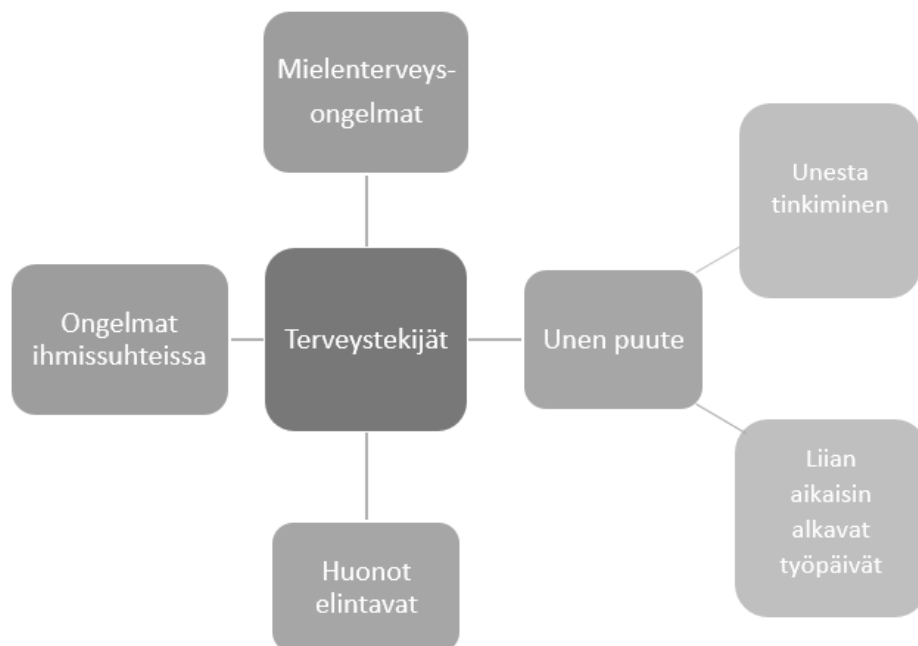 Mielenterveys-
ongelmat
Unesta
tinkiminen
Ongelmat
ihmissuhteissa
Terveystekijät
Unen puute
Liian
aikaisin
alkavat
työpäivät
Huonot
elintavat